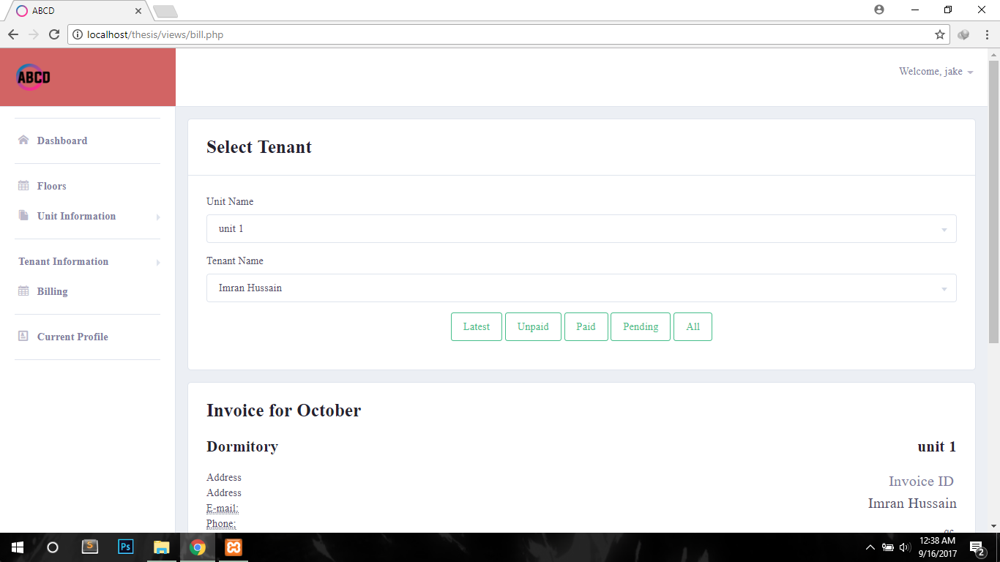 ABCD
localhost/thesis/views/bill.php
ABCD
Welcome, jake
Dashboard
Floors
Unit Information
Tenant Information
Billing
Current Profile
Select Tenant
Unit Name
unit 1
Tenant Name
Imran Hussain
Latest Unpaid Paid Pending All
Invoice for October
Dormitory unit 1
Address
Address
E-mail:
Phone:
Invoice ID
Imran Hussain
S
Ps
12:38 AM
9/16/2017
2